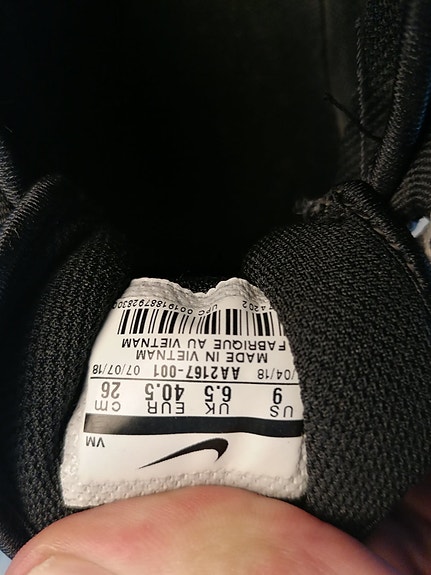 VM
US UK EUR CM
9 6.5 40.5 26
/04/18 AA2167-001 07/07/18
MADE IN VIETNAM
FABRIQUE AU VIETNAM
UPC